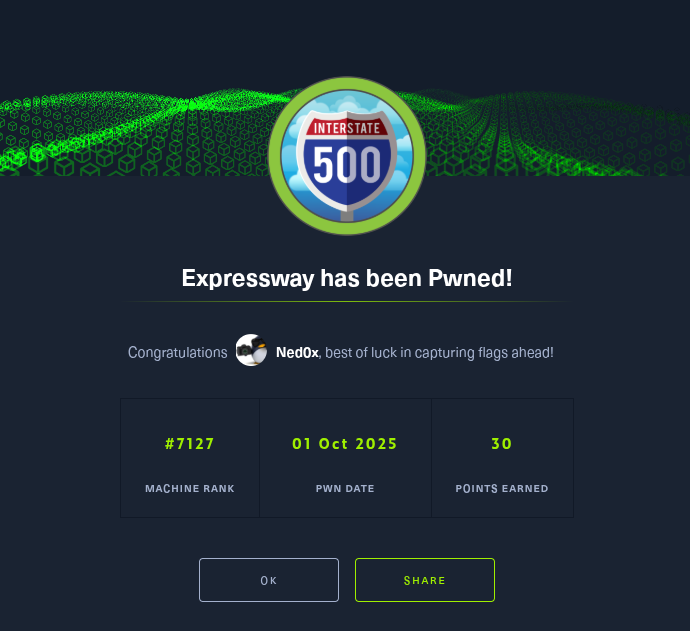 INTERSTATE
500
Expressway has been Pwned!
Congratulations Ned0x, best of luck in capturing flags ahead!
#7127 01 Oct 2025 30
MACHINE RANK PWN DATE POINTS EARNED
OK SHARE